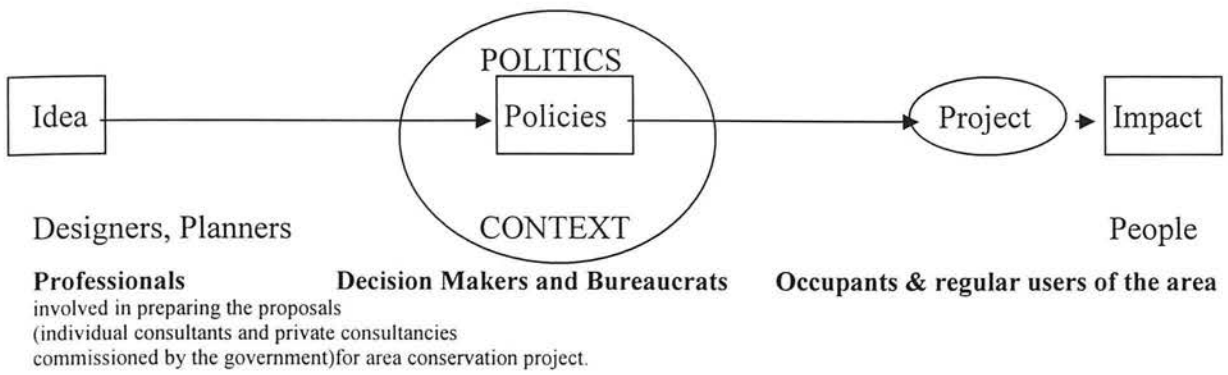 POLITICS
Idea Policies Project Impact
CONTEXT
Designers, Planners People
Professionals Decision Makers and Bureaucrats Occupants & regular users of the area
involved in preparing the proposals
(individual consultants and private consultancies
commissioned by the government)for area conservation project.